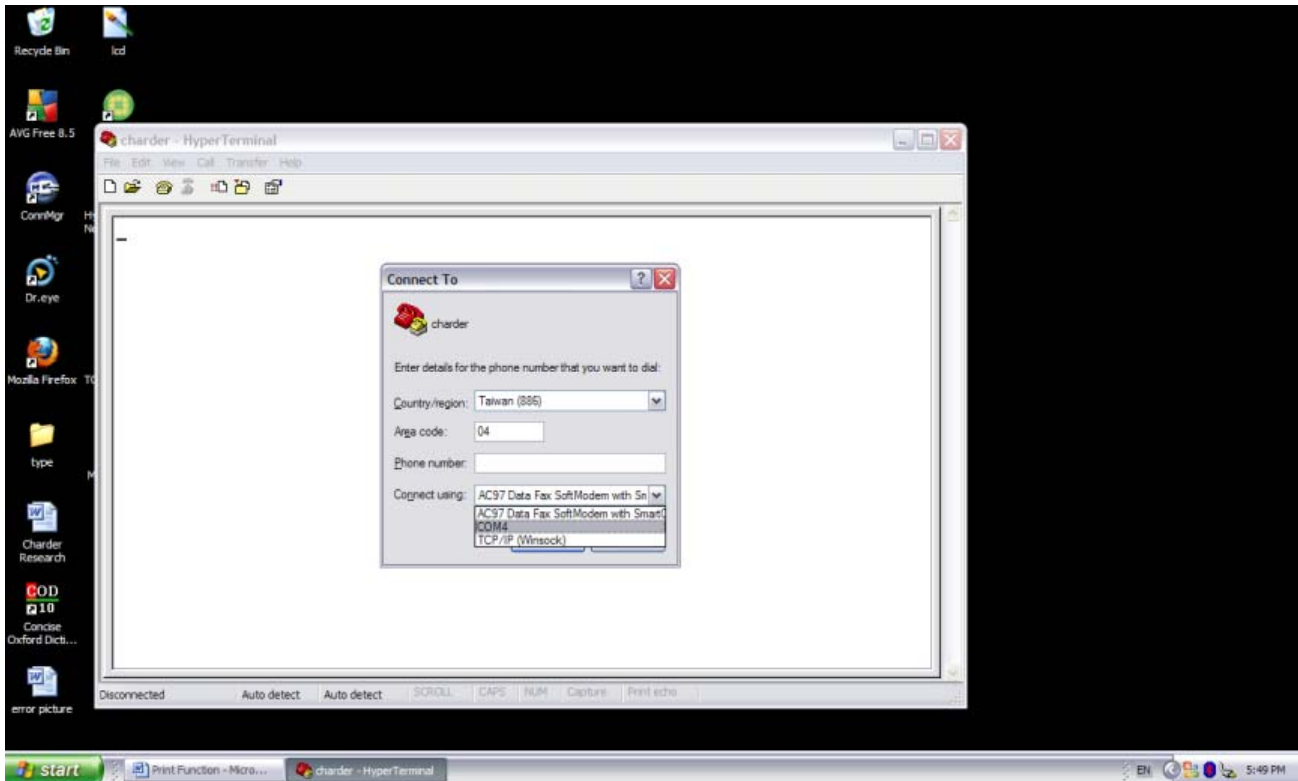 Recycle Bin
lcd
AVG Free 8.5
ConnMgr
Dr.eye
Mozilla Firefox
type
Charder
Research
COD
10
Concise
Oxford Dicti...
error picture
charder - HyperTerminal
File Edit View Call Transfer Help
Connect To
charder
Enter details for the phone number that you want to dial:
Country/region: Taiwan (886)
Area code: 04
Phone number:
Connect using: AC97 Data Fax SoftModem with Sm
AC97 Data Fax SoftModem with SmartC
COM4
TCP/IP (Winsock)
Disconnected Auto detect Auto detect SCROLL CAPS NUM Capture Print echo
start Print Function - Micro... charder - HyperTerminal EN 5:49 PM